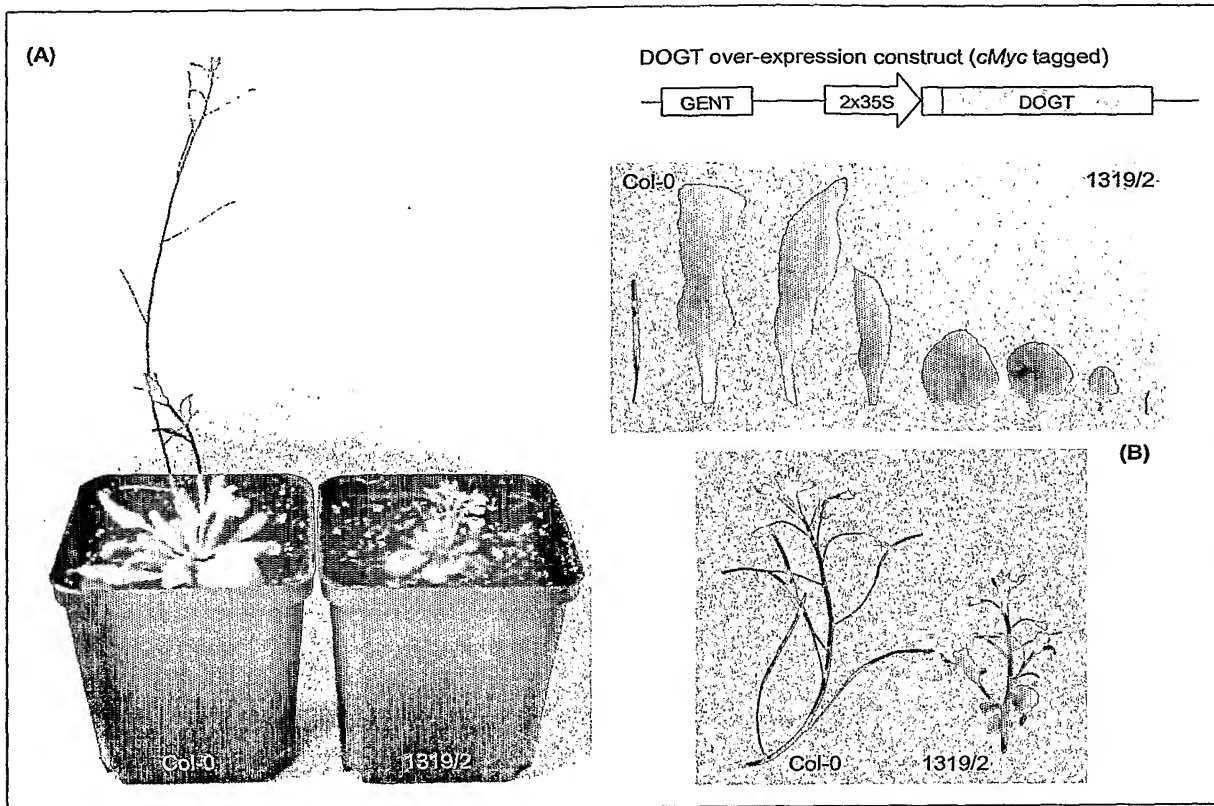 (A)
DOGT over-expression construct (cMyc tagged)
GENT
2x35S
DOGT
Col-0
1319/2
(B)
Col-0
1319/2
Col-0
1319/2